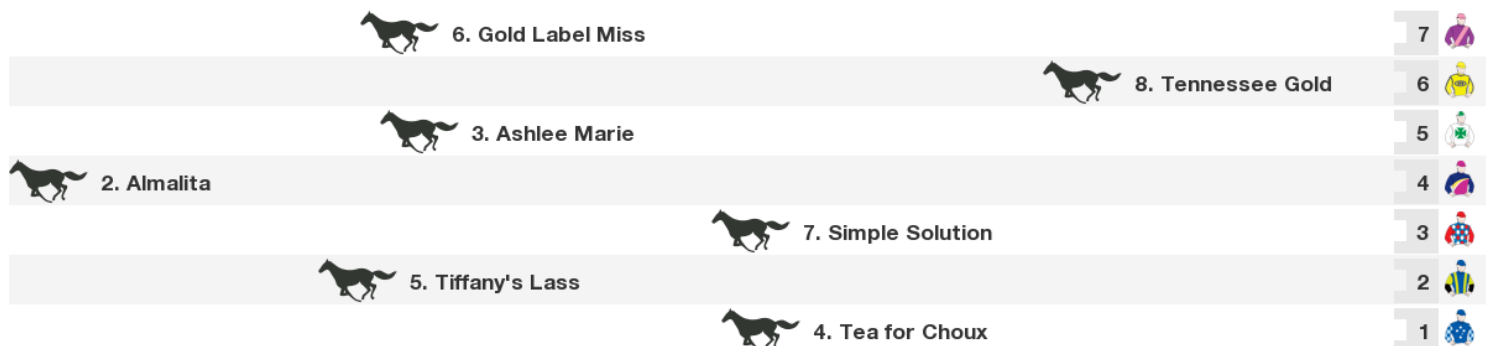 6. Gold Label Miss 7
8. Tennessee Gold 6
3. Ashlee Marie 5
2. Almalita 4
7. Simple Solution 3
5. Tiffany's Lass 2
4. Tea for Choux 1